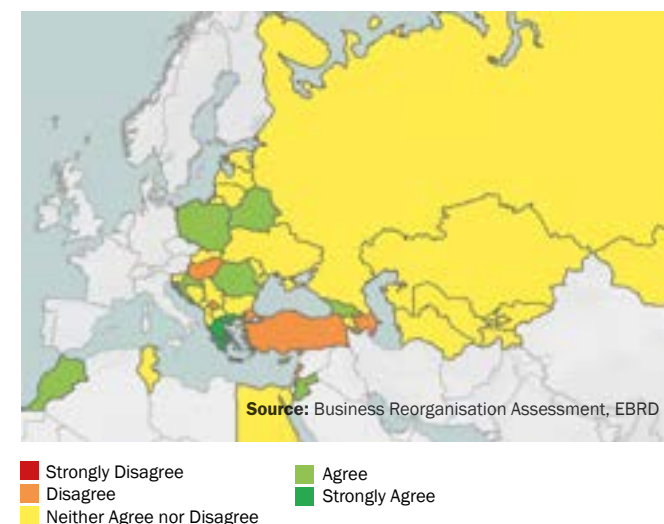 Source: Business Reorganisation Assessment, EBRD
Strongly Disagree
Disagree
Neither Agree nor Disagree
Agree
Strongly Agree